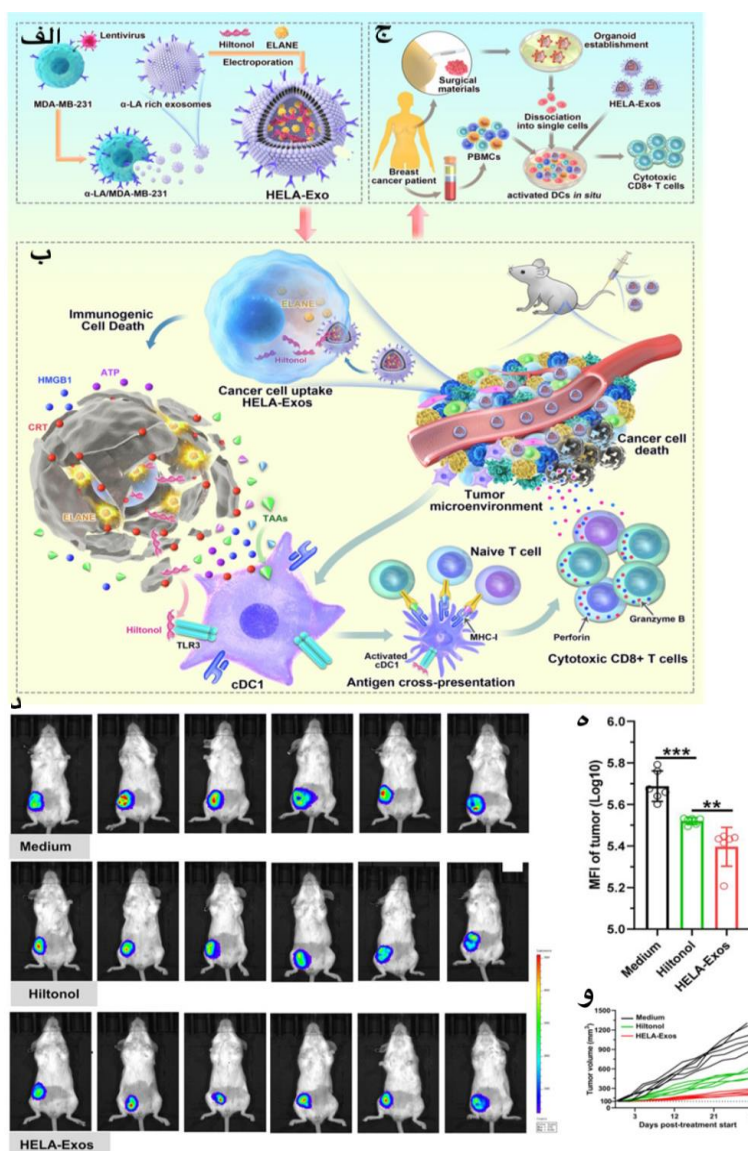 الف
Lentivirus
MDA-MB-231
α-LA rich exosomes
Hiltonol
ELANE
Electroporation
α-LA/MDA-MB-231
HELA-Exo
ج
Surgical
materials
Organoid
establishment
HELA-Exos
Dissociation
into single cells
Breast
cancer patient
PBMCs
activated DCs in situ
Cytotoxic
CD8+ T cells
ب
Immunogenic
Cell Death
ELANE
Hiltonol
Cancer cell uptake
HELA-Exos
HMGB1
ATP
CRT
ELANE
TAAs
Cancer cell
death
Tumor
microenvironment
Naive T cell
Hiltonol
TLR3
cDC1
MHC-I
Activated
cDC1
Antigen cross-presentation
Perforin
Granzyme B
Cytotoxic CD8+ T cells
د
Medium
Hiltonol
HELA-Exos
ه
MFI of tumor (Log10)
6.0
5.8
5.6
5.4
5.2
5.0
***
**
Medium
Hiltonol
HELA-Exos
و
Tumor volume (mm³)
1500
1200
900
600
300
100
Medium
Hiltonol
HELA-Exos
3
12
21
Days post-treatment start